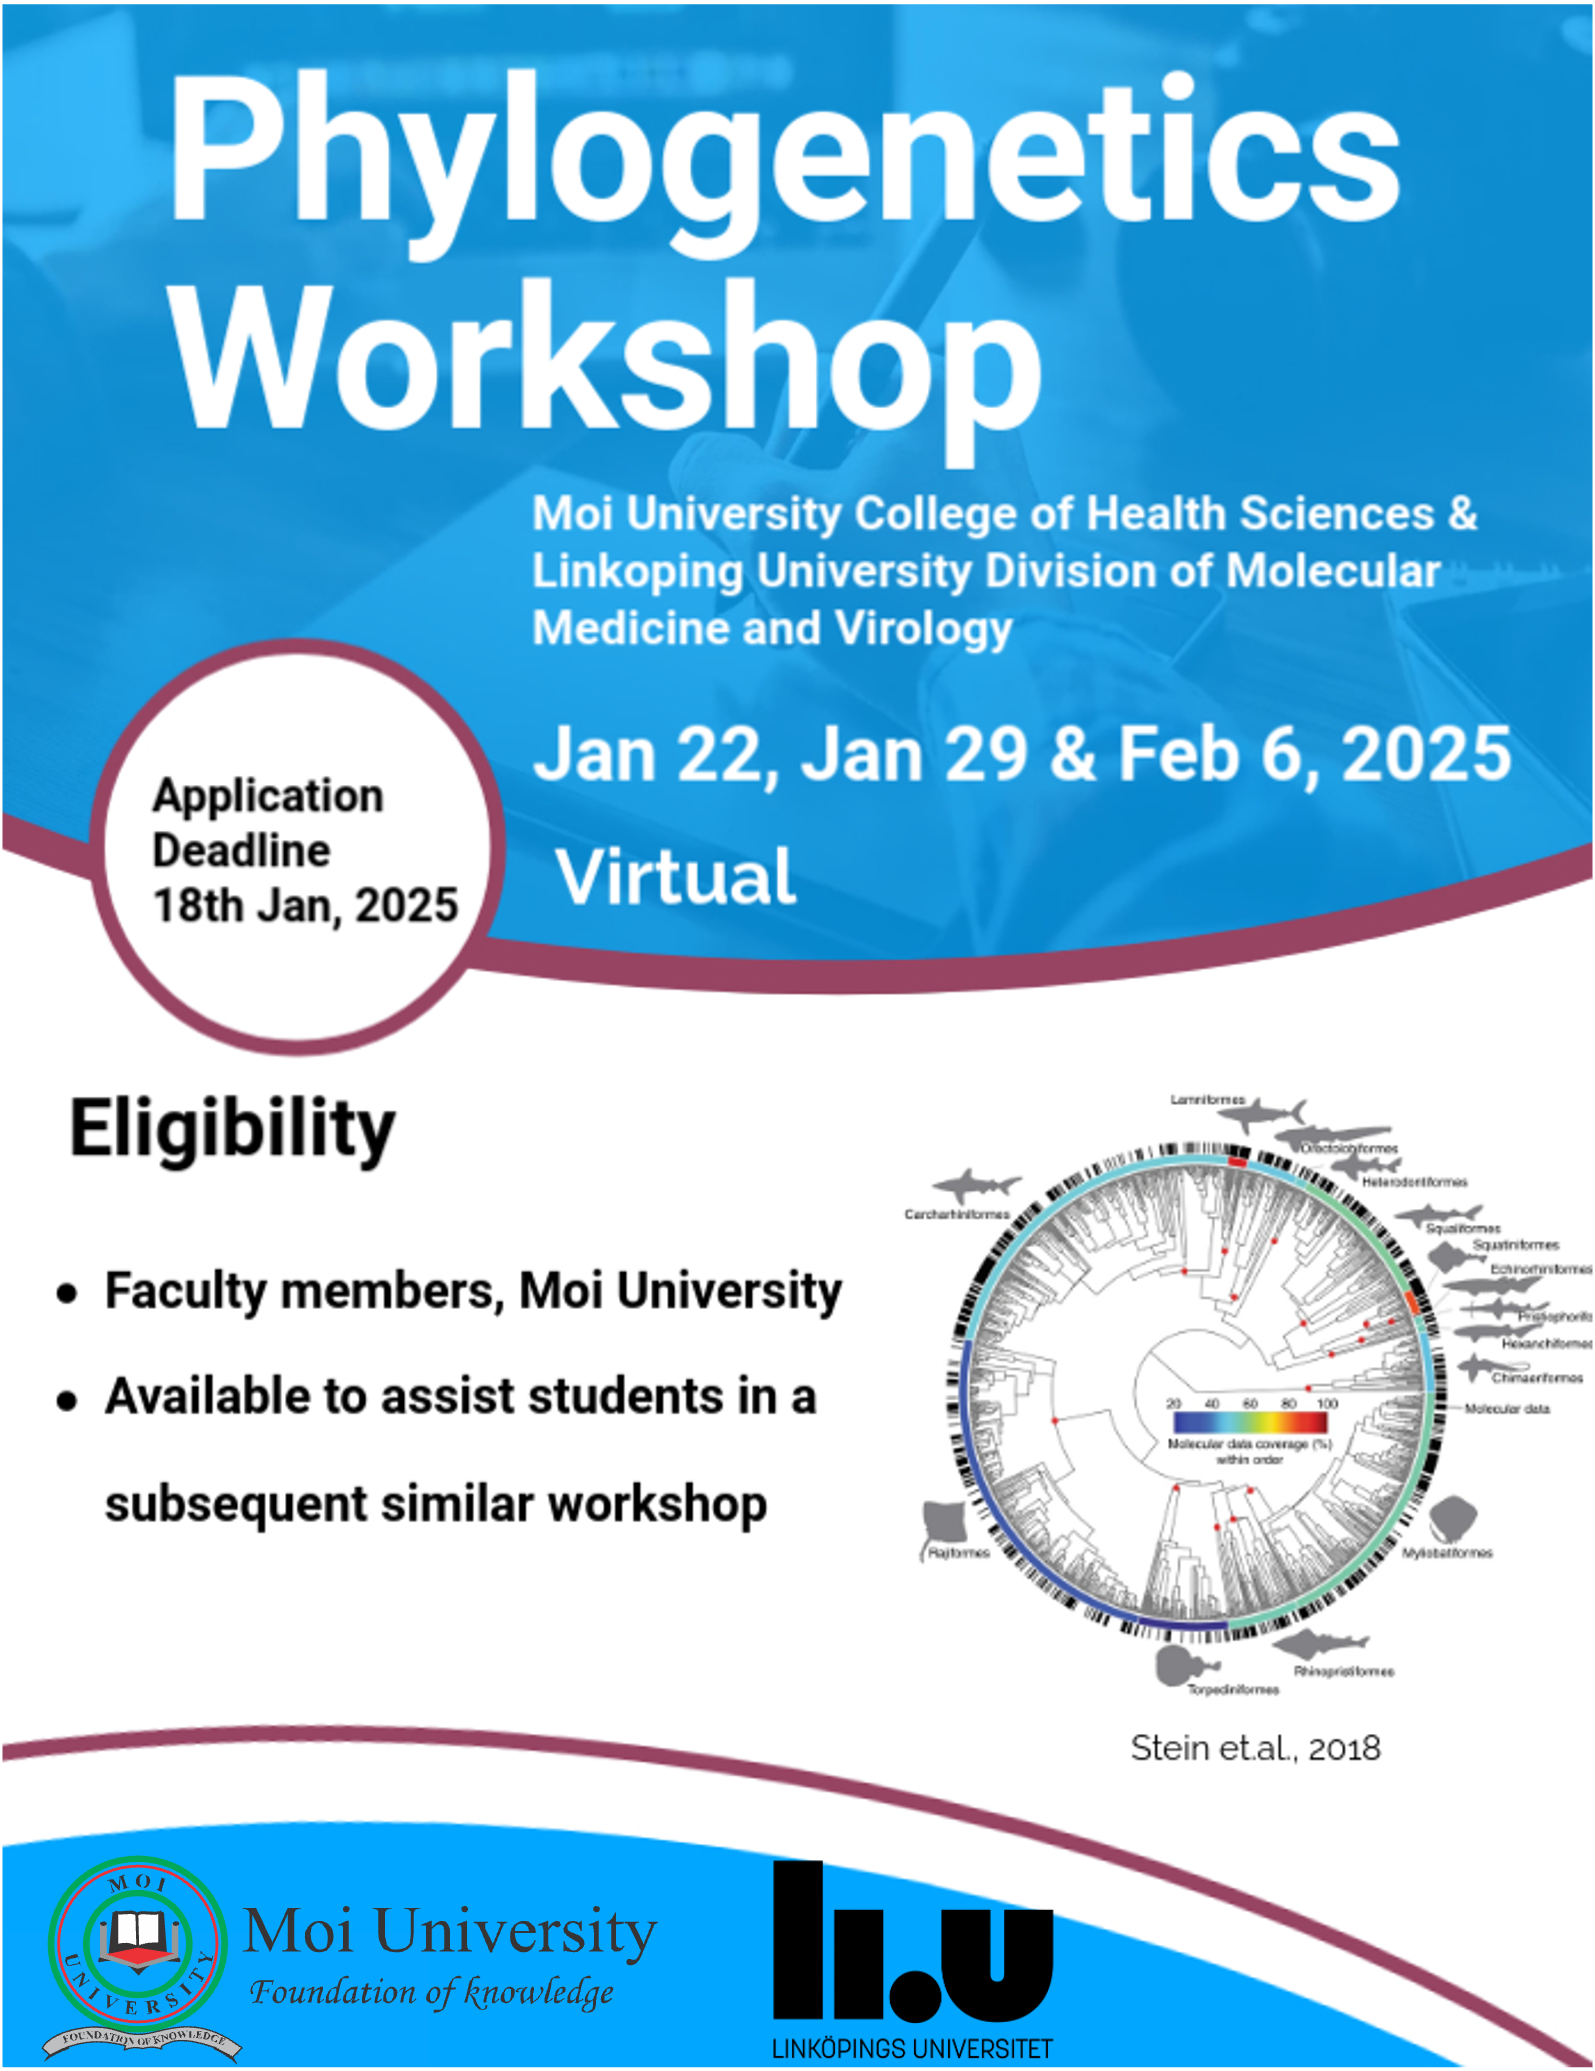 Phylogenetics
Workshop
Moi University College of Health Sciences &
Linkoping University Division of Molecular
Medicine and Virology
Jan 22, Jan 29 & Feb 6, 2025
Virtual
Application
Deadline
18th Jan, 2025
Eligibility
• Faculty members, Moi University
• Available to assist students in a
subsequent similar workshop
Lamniformes
Orectolobiformes
Heterodontiformes
Carcharhiniformes
Squaliformes
Squatiniformes
Echinorhiniformes
Pristiophorifo
Hexanchiformes
Chimaeriformes
Molecular data
20 40 60 80 100
Molecular data coverage (%)
within order
Rajiformes
Myliobatiformes
Rhinopristiformes
Torpediniformes
Stein et.al., 2018
MOI
UNIVERSITY
FOUNDATION OF KNOWLEDGE
Moi University
Foundation of knowledge
li.u
LINKÖPINGS UNIVERSITET